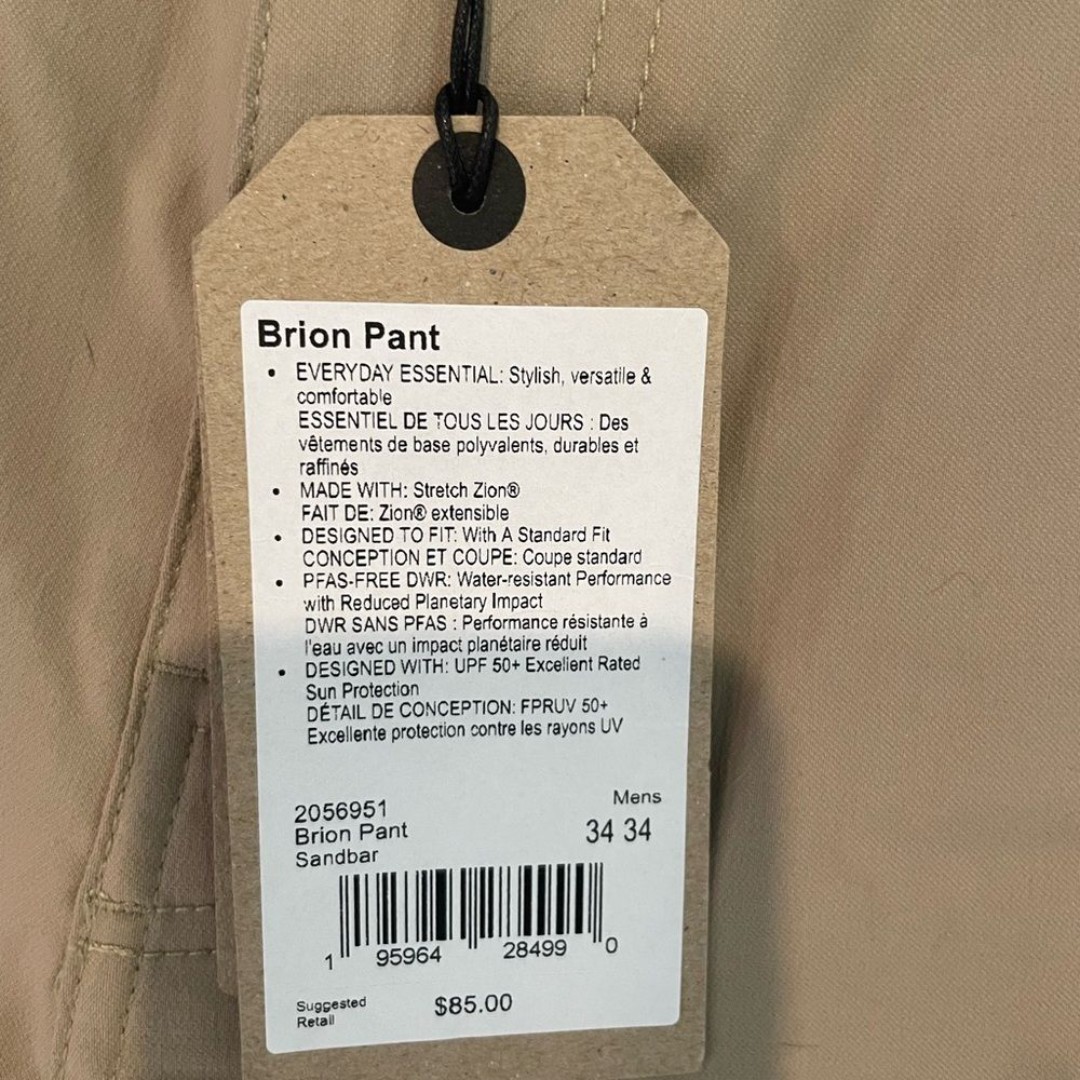 Brion Pant
• EVERYDAY ESSENTIAL: Stylish, versatile &
comfortable
ESSENTIEL DE TOUS LES JOURS : Des
vêtements de base polyvalents, durables et
raffinés
• MADE WITH: Stretch Zion®
FAIT DE: Zion® extensible
• DESIGNED TO FIT: With A Standard Fit
CONCEPTION ET COUPE: Coupe standard
• PFAS-FREE DWR: Water-resistant Performance
with Reduced Planetary Impact
DWR SANS PFAS : Performance résistante à
l'eau avec un impact planétaire réduit
• DESIGNED WITH: UPF 50+ Excellent Rated
Sun Protection
DÉTAIL DE CONCEPTION: FPRUV 50+
Excellente protection contre les rayons UV
2056951 Mens
Brion Pant 34 34
Sandbar
1 95964 28499 0
Suggested
Retail $85.00